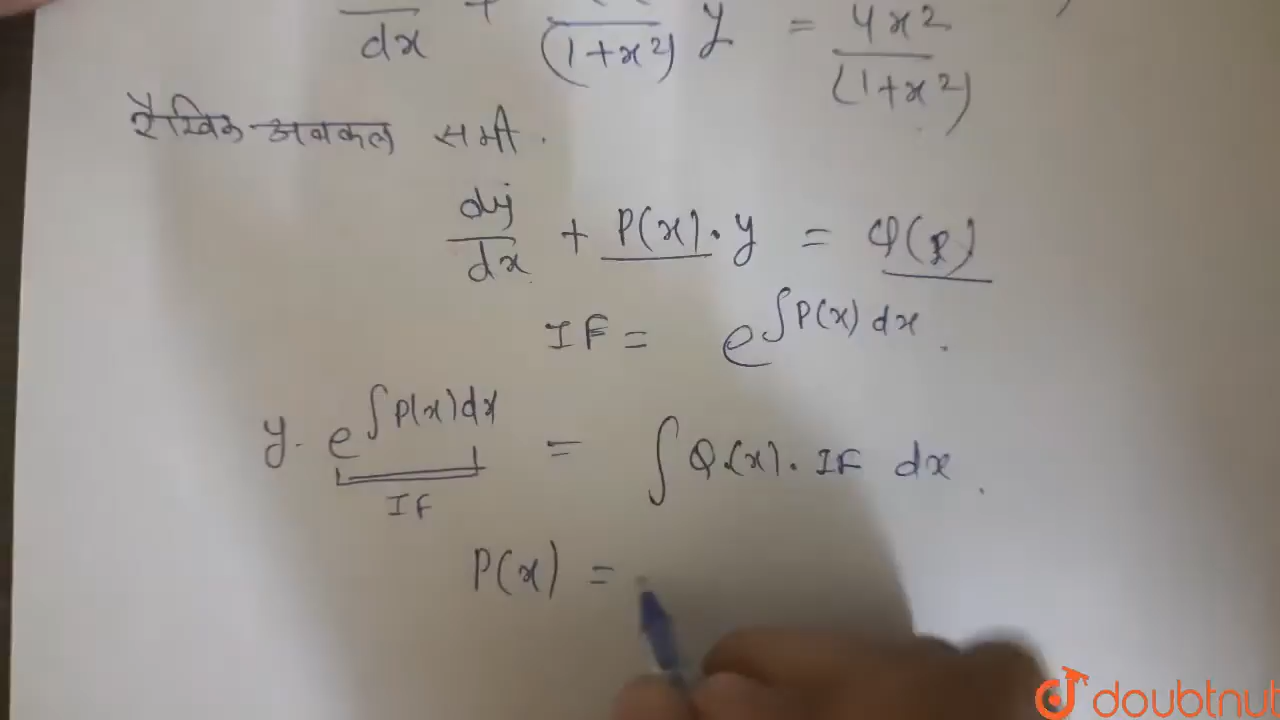 dx + (1+x²) y = 4x² / (1+x²)
रैखिक अवकल समी.
dy/dx + P(x).y = Q(x)
IF = e^∫P(x)dx.
y. e^∫P(x)dx = ∫Q.(x). IF dx.
IF
P(x) =
doubtnut